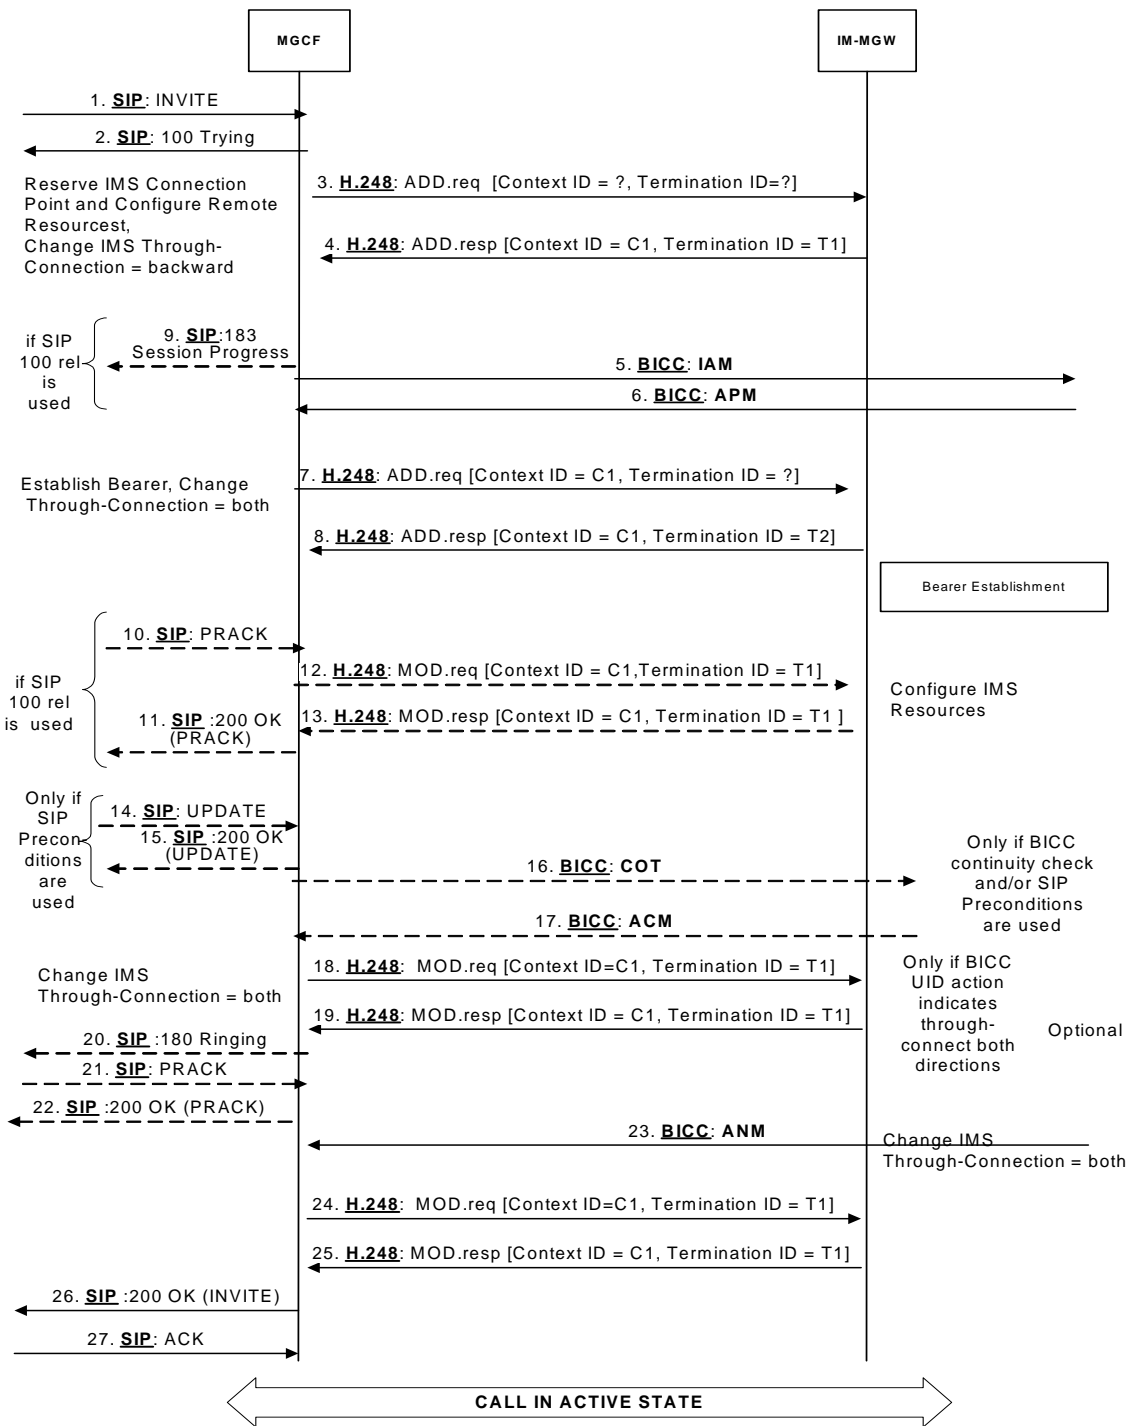 MGCF
IM-MGW
1. SIP: INVITE
2. SIP: 100 Trying
Reserve IMS Connection
Point and Configure Remote
Resourcest,
Change IMS Through-
Connection = backward
3. H.248: ADD.req [Context ID = ?, Termination ID=?]
4. H.248: ADD.resp [Context ID = C1, Termination ID = T1]
if SIP
100 rel
is
used
9. SIP:183
Session Progress
5. BICC: IAM
6. BICC: APM
Establish Bearer, Change
Through-Connection = both
7. H.248: ADD.req [Context ID = C1, Termination ID = ?]
8. H.248: ADD.resp [Context ID = C1, Termination ID = T2]
Bearer Establishment
if SIP
100 rel
is used
10. SIP: PRACK
12. H.248: MOD.req [Context ID = C1,Termination ID = T1]
11. SIP :200 OK
(PRACK)
13. H.248: MOD.resp [Context ID = C1, Termination ID = T1 ]
Configure IMS
Resources
Only if
SIP
Precon
ditions
are
used
14. SIP: UPDATE
15. SIP :200 OK
(UPDATE)
16. BICC: COT
Only if BICC
continuity check
and/or SIP
Preconditions
are used
17. BICC: ACM
Change IMS
Through-Connection = both
18. H.248: MOD.req [Context ID=C1, Termination ID = T1]
19. H.248: MOD.resp [Context ID = C1, Termination ID = T1]
Only if BICC
UID action
indicates
through-
connect both
directions
Optional
20. SIP :180 Ringing
21. SIP: PRACK
22. SIP :200 OK (PRACK)
23. BICC: ANM
Change IMS
Through-Connection = both
24. H.248: MOD.req [Context ID=C1, Termination ID = T1]
25. H.248: MOD.resp [Context ID = C1, Termination ID = T1]
26. SIP :200 OK (INVITE)
27. SIP: ACK
CALL IN ACTIVE STATE